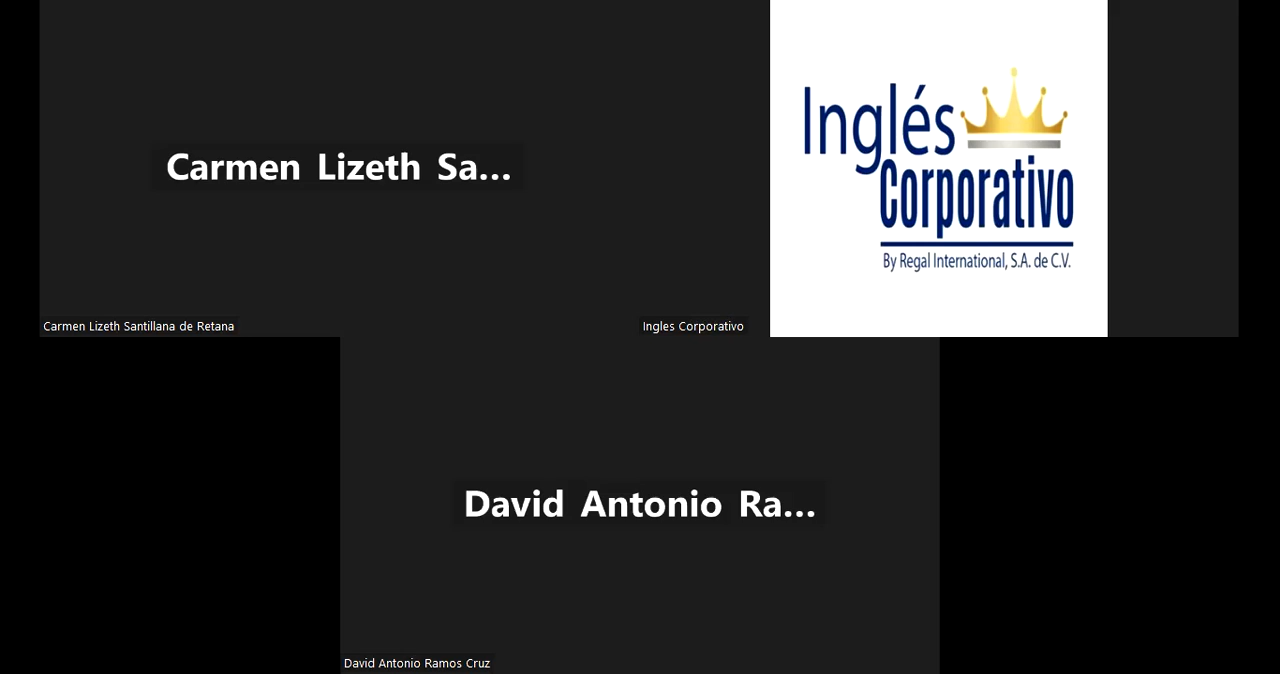 Carmen Lizeth Sa...
Inglés
Corporativo
By Regal International, S.A. de C.V.
Carmen Lizeth Santillana de Retana
Ingles Corporativo
David Antonio Ra...
David Antonio Ramos Cruz